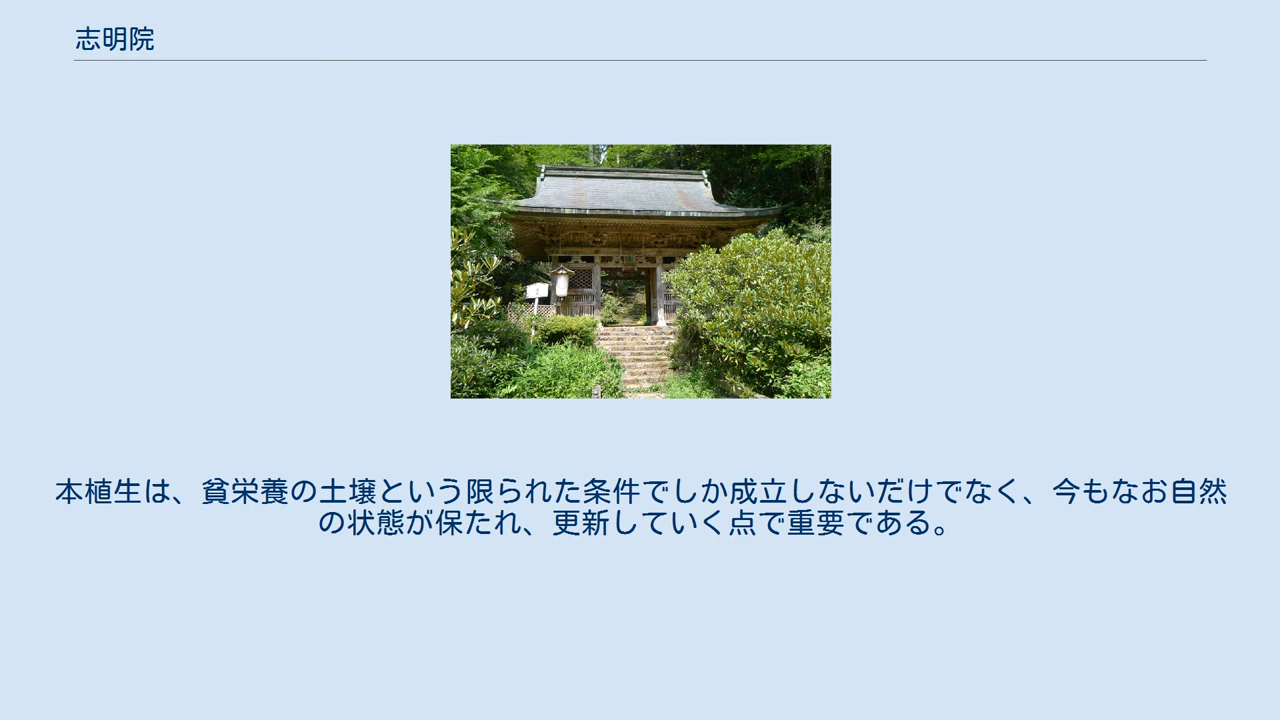 志明院
本植生は、貧栄養の土壌という限られた条件でしか成立しないだけでなく、今もなお自然
の状態が保たれ、更新していく点で重要である。